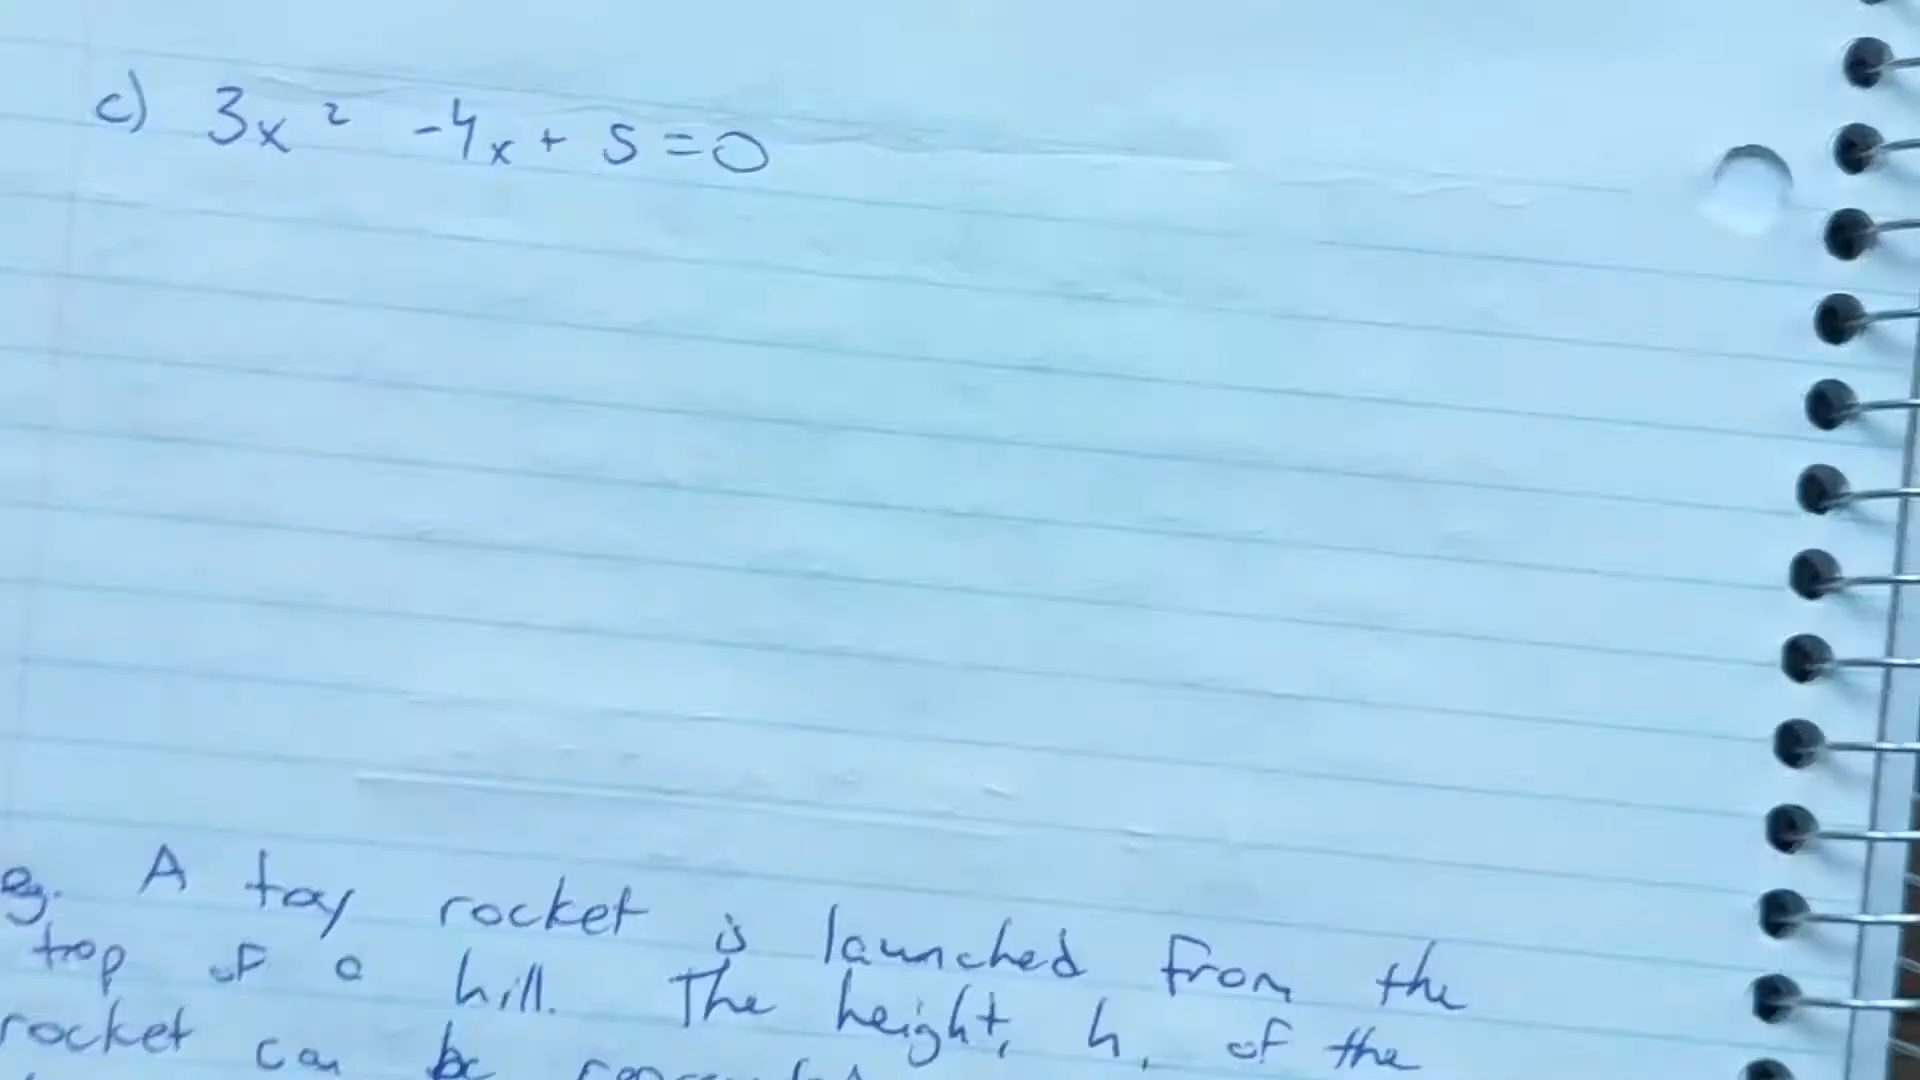 c) 3x² -4x + 5 = 0
eg. A toy rocket is launched from the
top of a hill. The height, h, of the
rocket can be